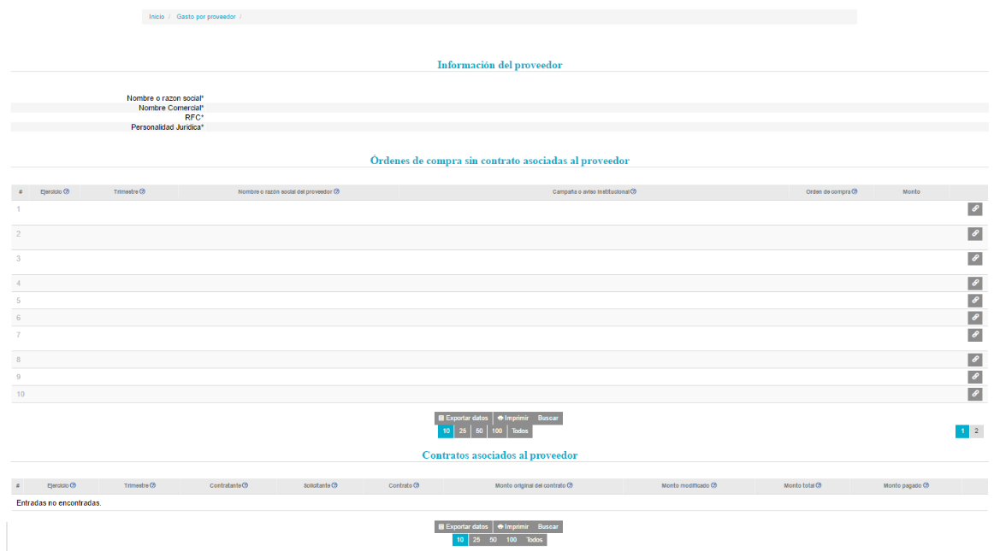 Inicio / Gasto por proveedor /
Información del proveedor
Nombre o razon social*
Nombre Comercial*
RFC*
Personalidad Juridica*
Órdenes de compra sin contrato asociadas al proveedor
# Ejercicio Trimestre Nombre o razón social del proveedor Campaña o aviso institucional Orden de compra Monto
1
2
3
4
5
6
7
8
9
10
Exportar datos Imprimir Buscar
10 25 50 100 Todos 1 2
Contratos asociados al proveedor
# Ejercicio Trimestre Contratante Solicitante Contrato Monto original del contrato Monto modificado Monto total Monto pagado
Entradas no encontradas.
Exportar datos Imprimir Buscar
10 25 50 100 Todos